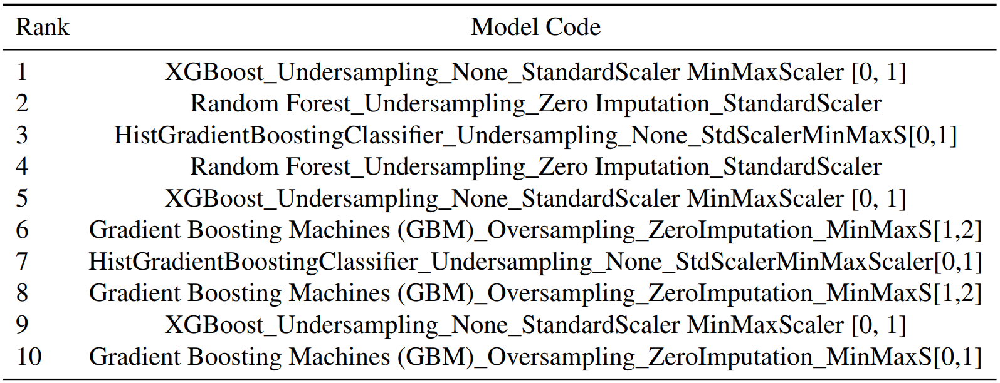 Rank Model Code
1 XGBoost_Undersampling_None_StandardScaler MinMaxScaler [0, 1]
2 Random Forest_Undersampling_Zero Imputation_StandardScaler
3 HistGradientBoostingClassifier_Undersampling_None_StdScalerMinMaxS[0,1]
4 Random Forest_Undersampling_Zero Imputation_StandardScaler
5 XGBoost_Undersampling_None_StandardScaler MinMaxScaler [0, 1]
6 Gradient Boosting Machines (GBM)_Oversampling_ZeroImputation_MinMaxS[1,2]
7 HistGradientBoostingClassifier_Undersampling_None_StdScalerMinMaxScaler[0,1]
8 Gradient Boosting Machines (GBM)_Oversampling_ZeroImputation_MinMaxS[1,2]
9 XGBoost_Undersampling_None_StandardScaler MinMaxScaler [0, 1]
10 Gradient Boosting Machines (GBM)_Oversampling_ZeroImputation_MinMaxS[0,1]